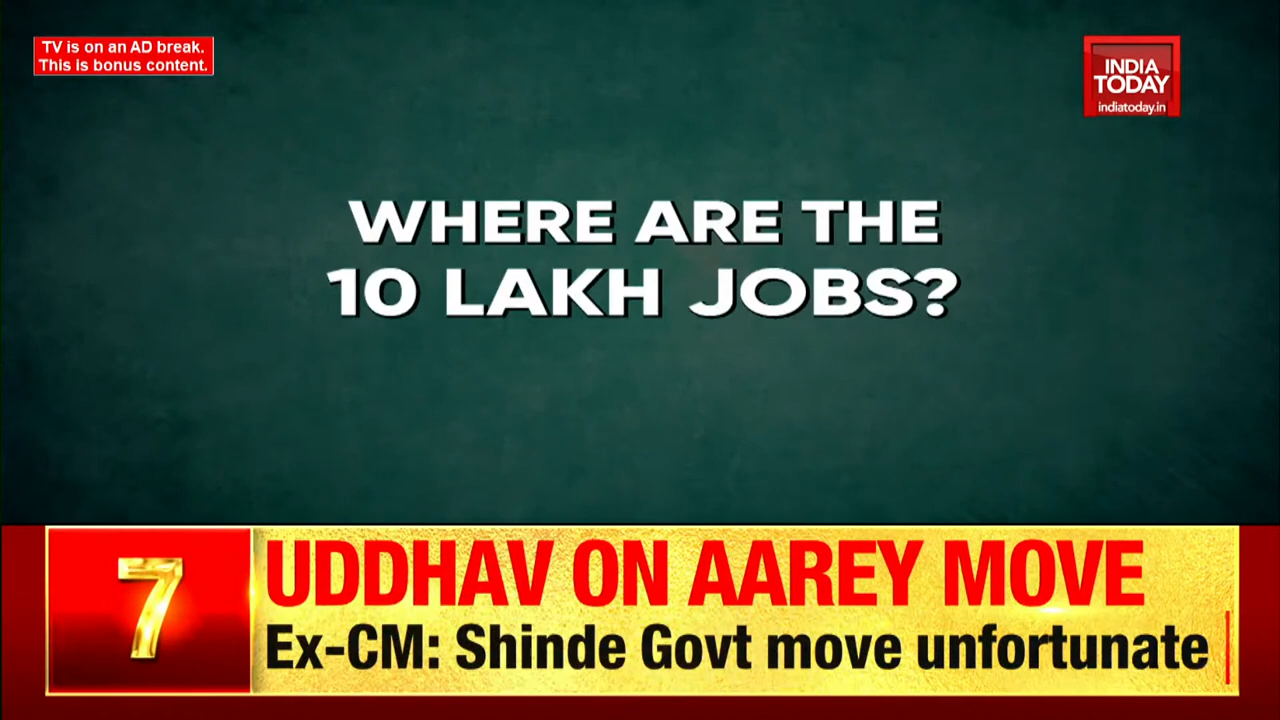 TV is on an AD break.
This is bonus content.
INDIA
TODAY
indiatoday.in
WHERE ARE THE
10 LAKH JOBS?
7
UDDHAV ON AAREY MOVE
Ex-CM: Shinde Govt move unfortunate